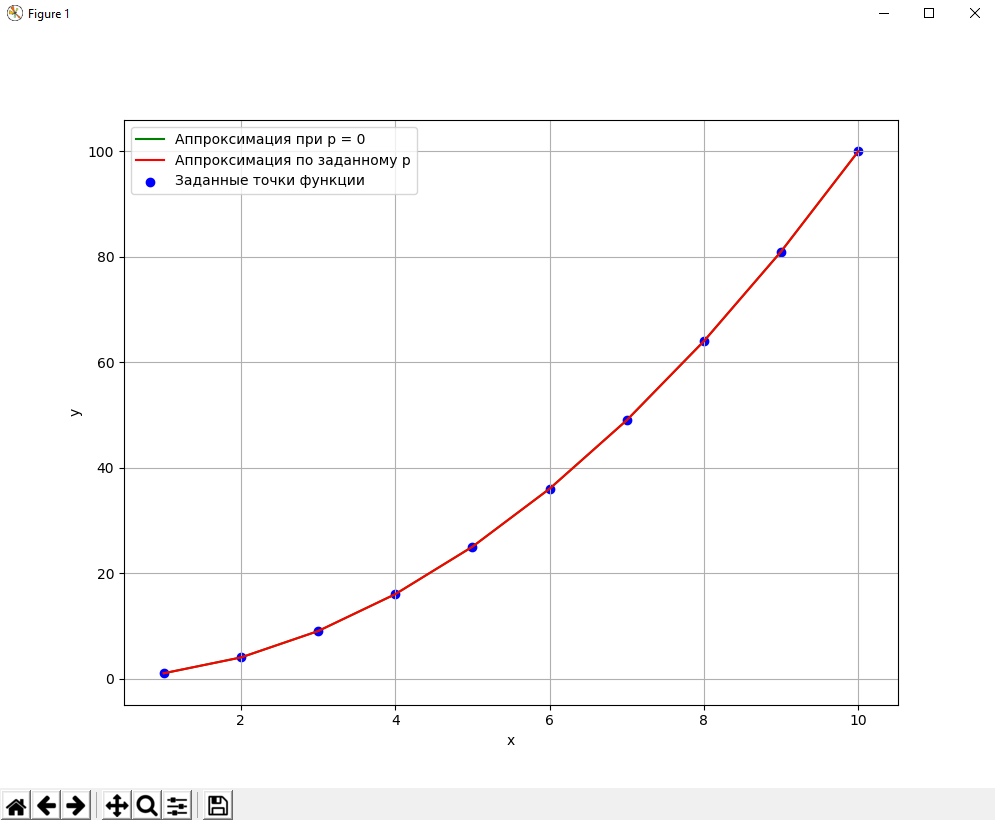 Figure 1
Аппроксимация при p = 0
Аппроксимация по заданному p
Заданные точки функции
100
80
60
40
20
0
y
2 4 6 8 10
x